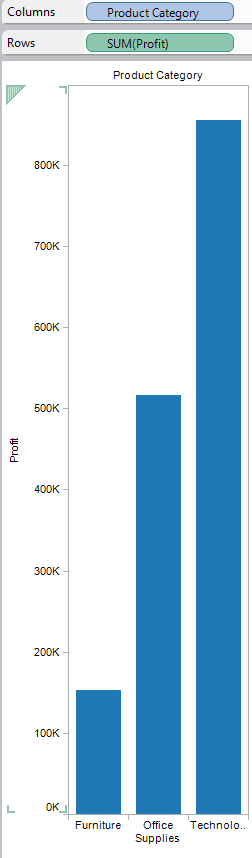 Columns Product Category
Rows SUM(Profit)
Product Category
800K
700K
600K
500K
400K
300K
200K
100K
0K
Profit
Furniture
Office
Supplies
Technolo..